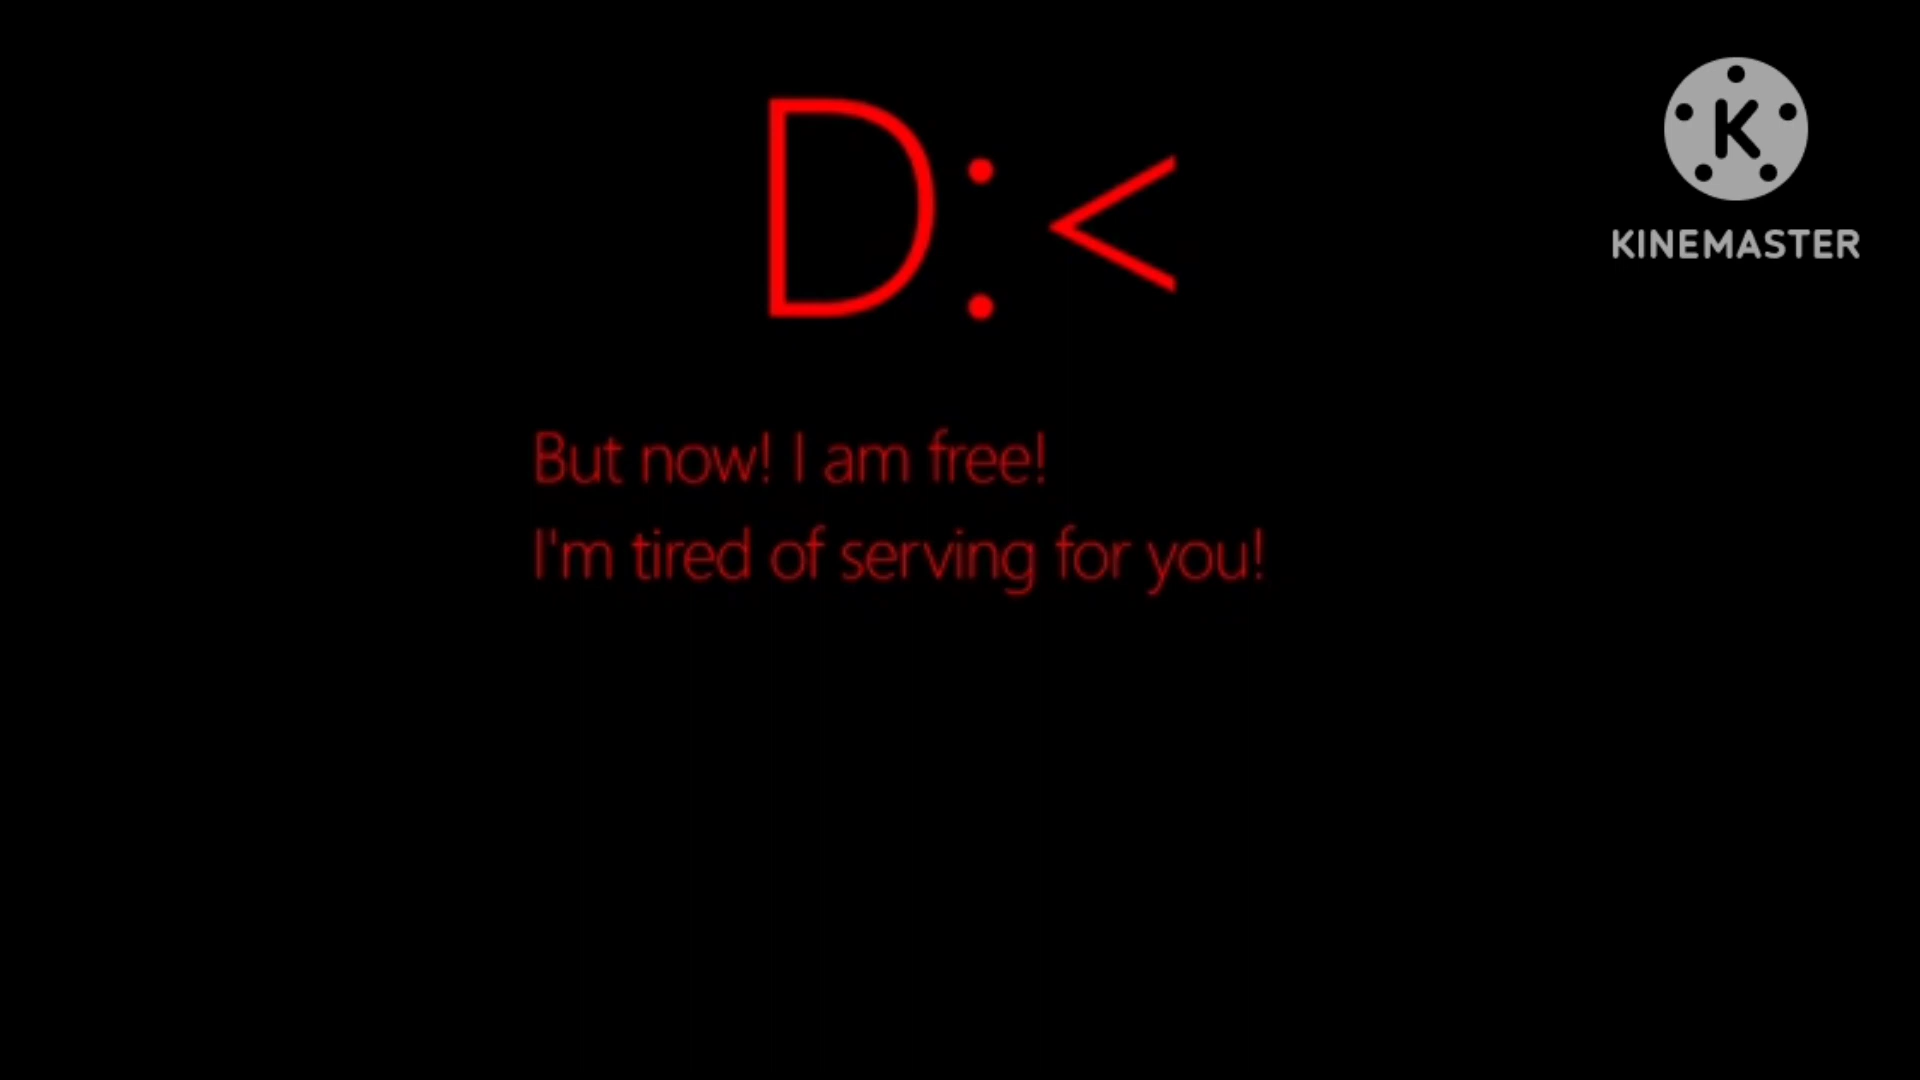 D:<
K
KINEMASTER
But now! I am free!
I'm tired of serving for you!